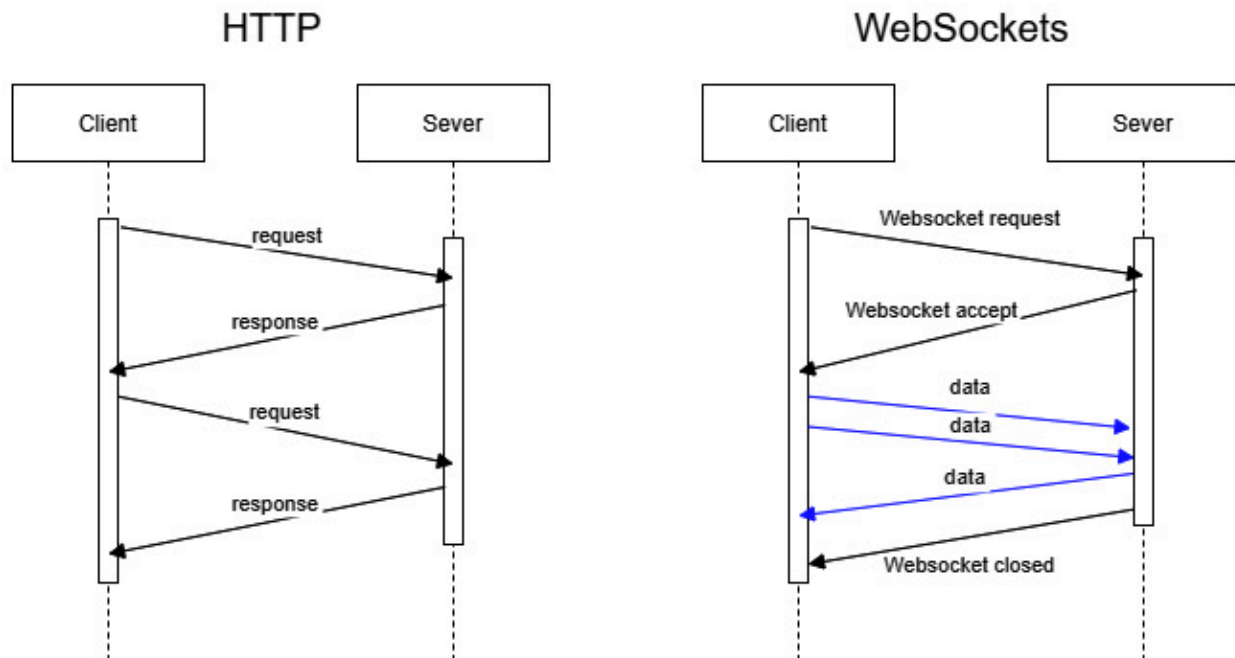 HTTP
WebSockets
Client
Sever
Client
Sever
request
response
request
response
Websocket request
Websocket accept
data
data
data
Websocket closed